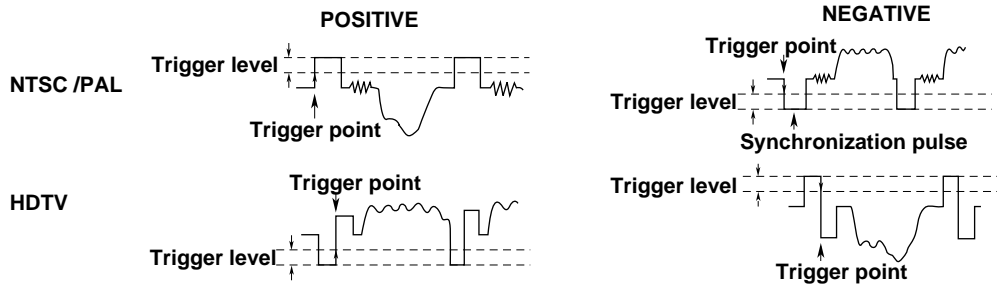 POSITIVE
NEGATIVE
NTSC /PAL
Trigger level
Trigger point
Trigger point
Trigger level
Synchronization pulse
HDTV
Trigger point
Trigger level
Trigger level
Trigger point